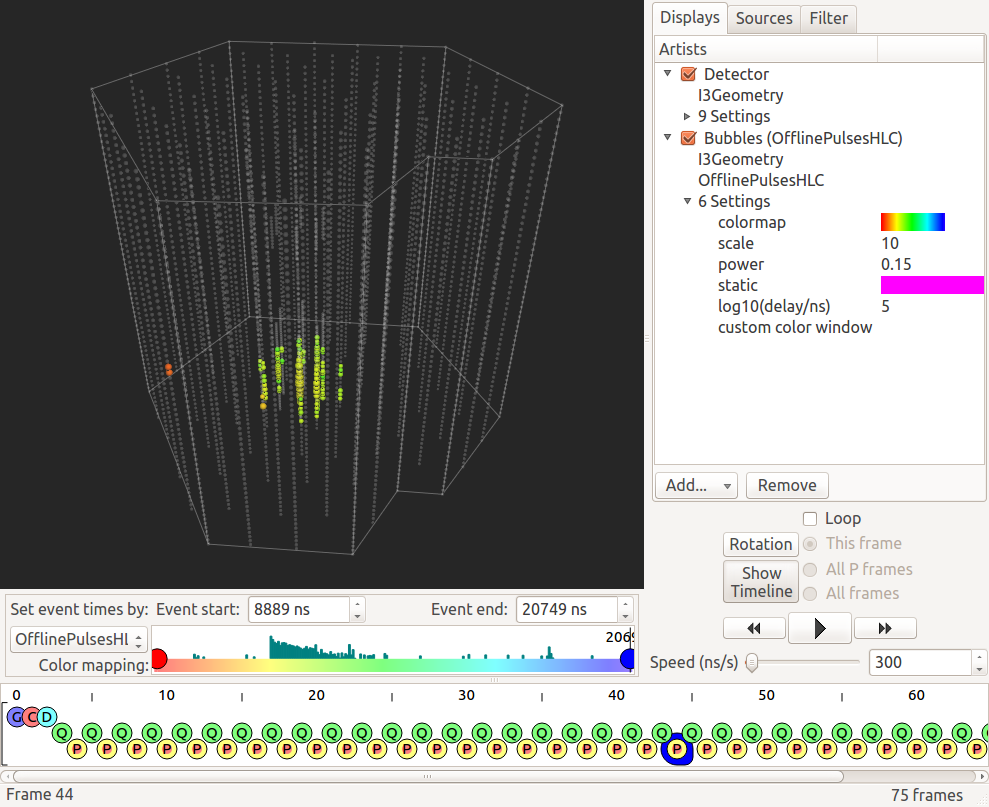 Displays Sources Filter
Artists
Detector
I3Geometry
9 Settings
Bubbles (OfflinePulsesHLC)
I3Geometry
OfflinePulsesHLC
6 Settings
colormap
scale 10
power 0.15
static
log10(delay/ns) 5
custom color window
Add... Remove
Loop
Rotation This frame
Show Timeline All P frames
All frames
Speed (ns/s) 300
Set event times by: Event start: 8889 ns Event end: 20749 ns
OfflinePulsesHL
Color mapping:
0 10 20 30 40 50 60
G C D
Q Q Q Q Q Q Q Q Q Q Q Q Q Q Q Q Q Q Q Q Q Q Q Q Q Q Q Q Q Q Q Q
P P P P P P P P P P P P P P P P P P P P P P P P P P P P P P P
Frame 44 75 frames